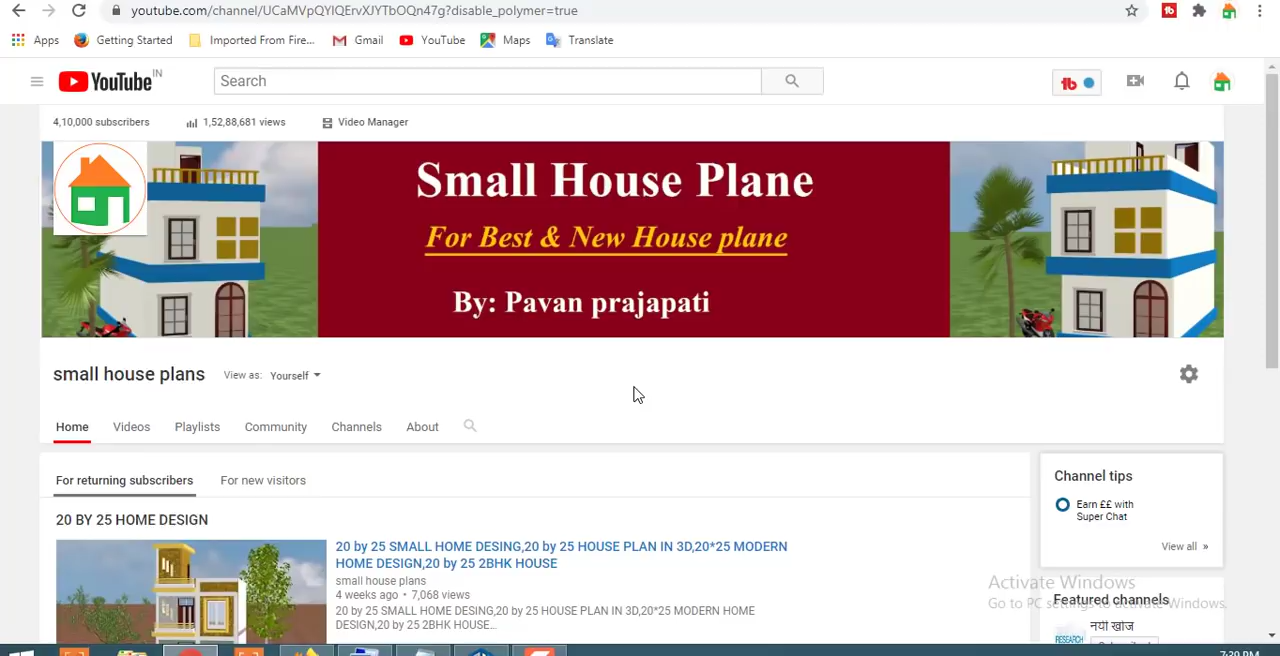 youtube.com/channel/UCaMVpQYIQErvXJYTbOQn47g?disable_polymer=true
Apps Getting Started Imported From Fire... Gmail YouTube Maps Translate
YouTube IN Search
4,10,000 subscribers 1,52,88,681 views Video Manager
Small House Plane
For Best & New House plane
By: Pavan prajapati
small house plans View as: Yourself
Home Videos Playlists Community Channels About
For returning subscribers For new visitors
20 BY 25 HOME DESIGN
20 by 25 SMALL HOME DESING,20 by 25 HOUSE PLAN IN 3D,20*25 MODERN
HOME DESIGN,20 by 25 2BHK HOUSE
small house plans
4 weeks ago • 7,068 views
20 by 25 SMALL HOME DESING,20 by 25 HOUSE PLAN IN 3D,20*25 MODERN HOME
DESIGN,20 by 25 2BHK HOUSE...
Channel tips
Earn ££ with
Super Chat
View all »
Activate Windows
Go to PC settings to activate Windows.
Featured channels
नयी खोज
RESEARCH
7:39 PM